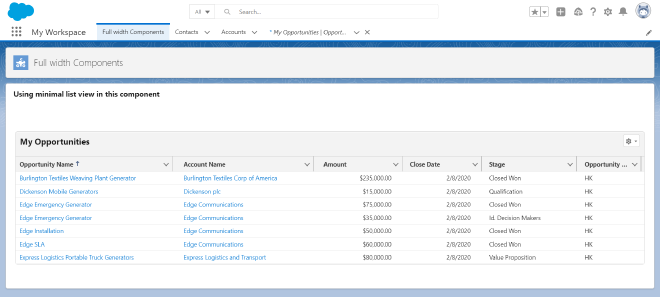 All Search...
My Workspace Full width Components Contacts Accounts * My Opportunities | Opport...
Full width Components
Using minimal list view in this component
My Opportunities
Opportunity Name Account Name Amount Close Date Stage Opportunity ...
Burlington Textiles Weaving Plant Generator Burlington Textiles Corp of America $235,000.00 2/8/2020 Closed Won HK
Dickenson Mobile Generators Dickenson plc $15,000.00 2/8/2020 Qualification HK
Edge Emergency Generator Edge Communications $75,000.00 2/8/2020 Closed Won HK
Edge Emergency Generator Edge Communications $35,000.00 2/8/2020 Id. Decision Makers HK
Edge Installation Edge Communications $50,000.00 2/8/2020 Closed Won HK
Edge SLA Edge Communications $60,000.00 2/8/2020 Closed Won HK
Express Logistics Portable Truck Generators Express Logistics and Transport $80,000.00 2/8/2020 Value Proposition HK